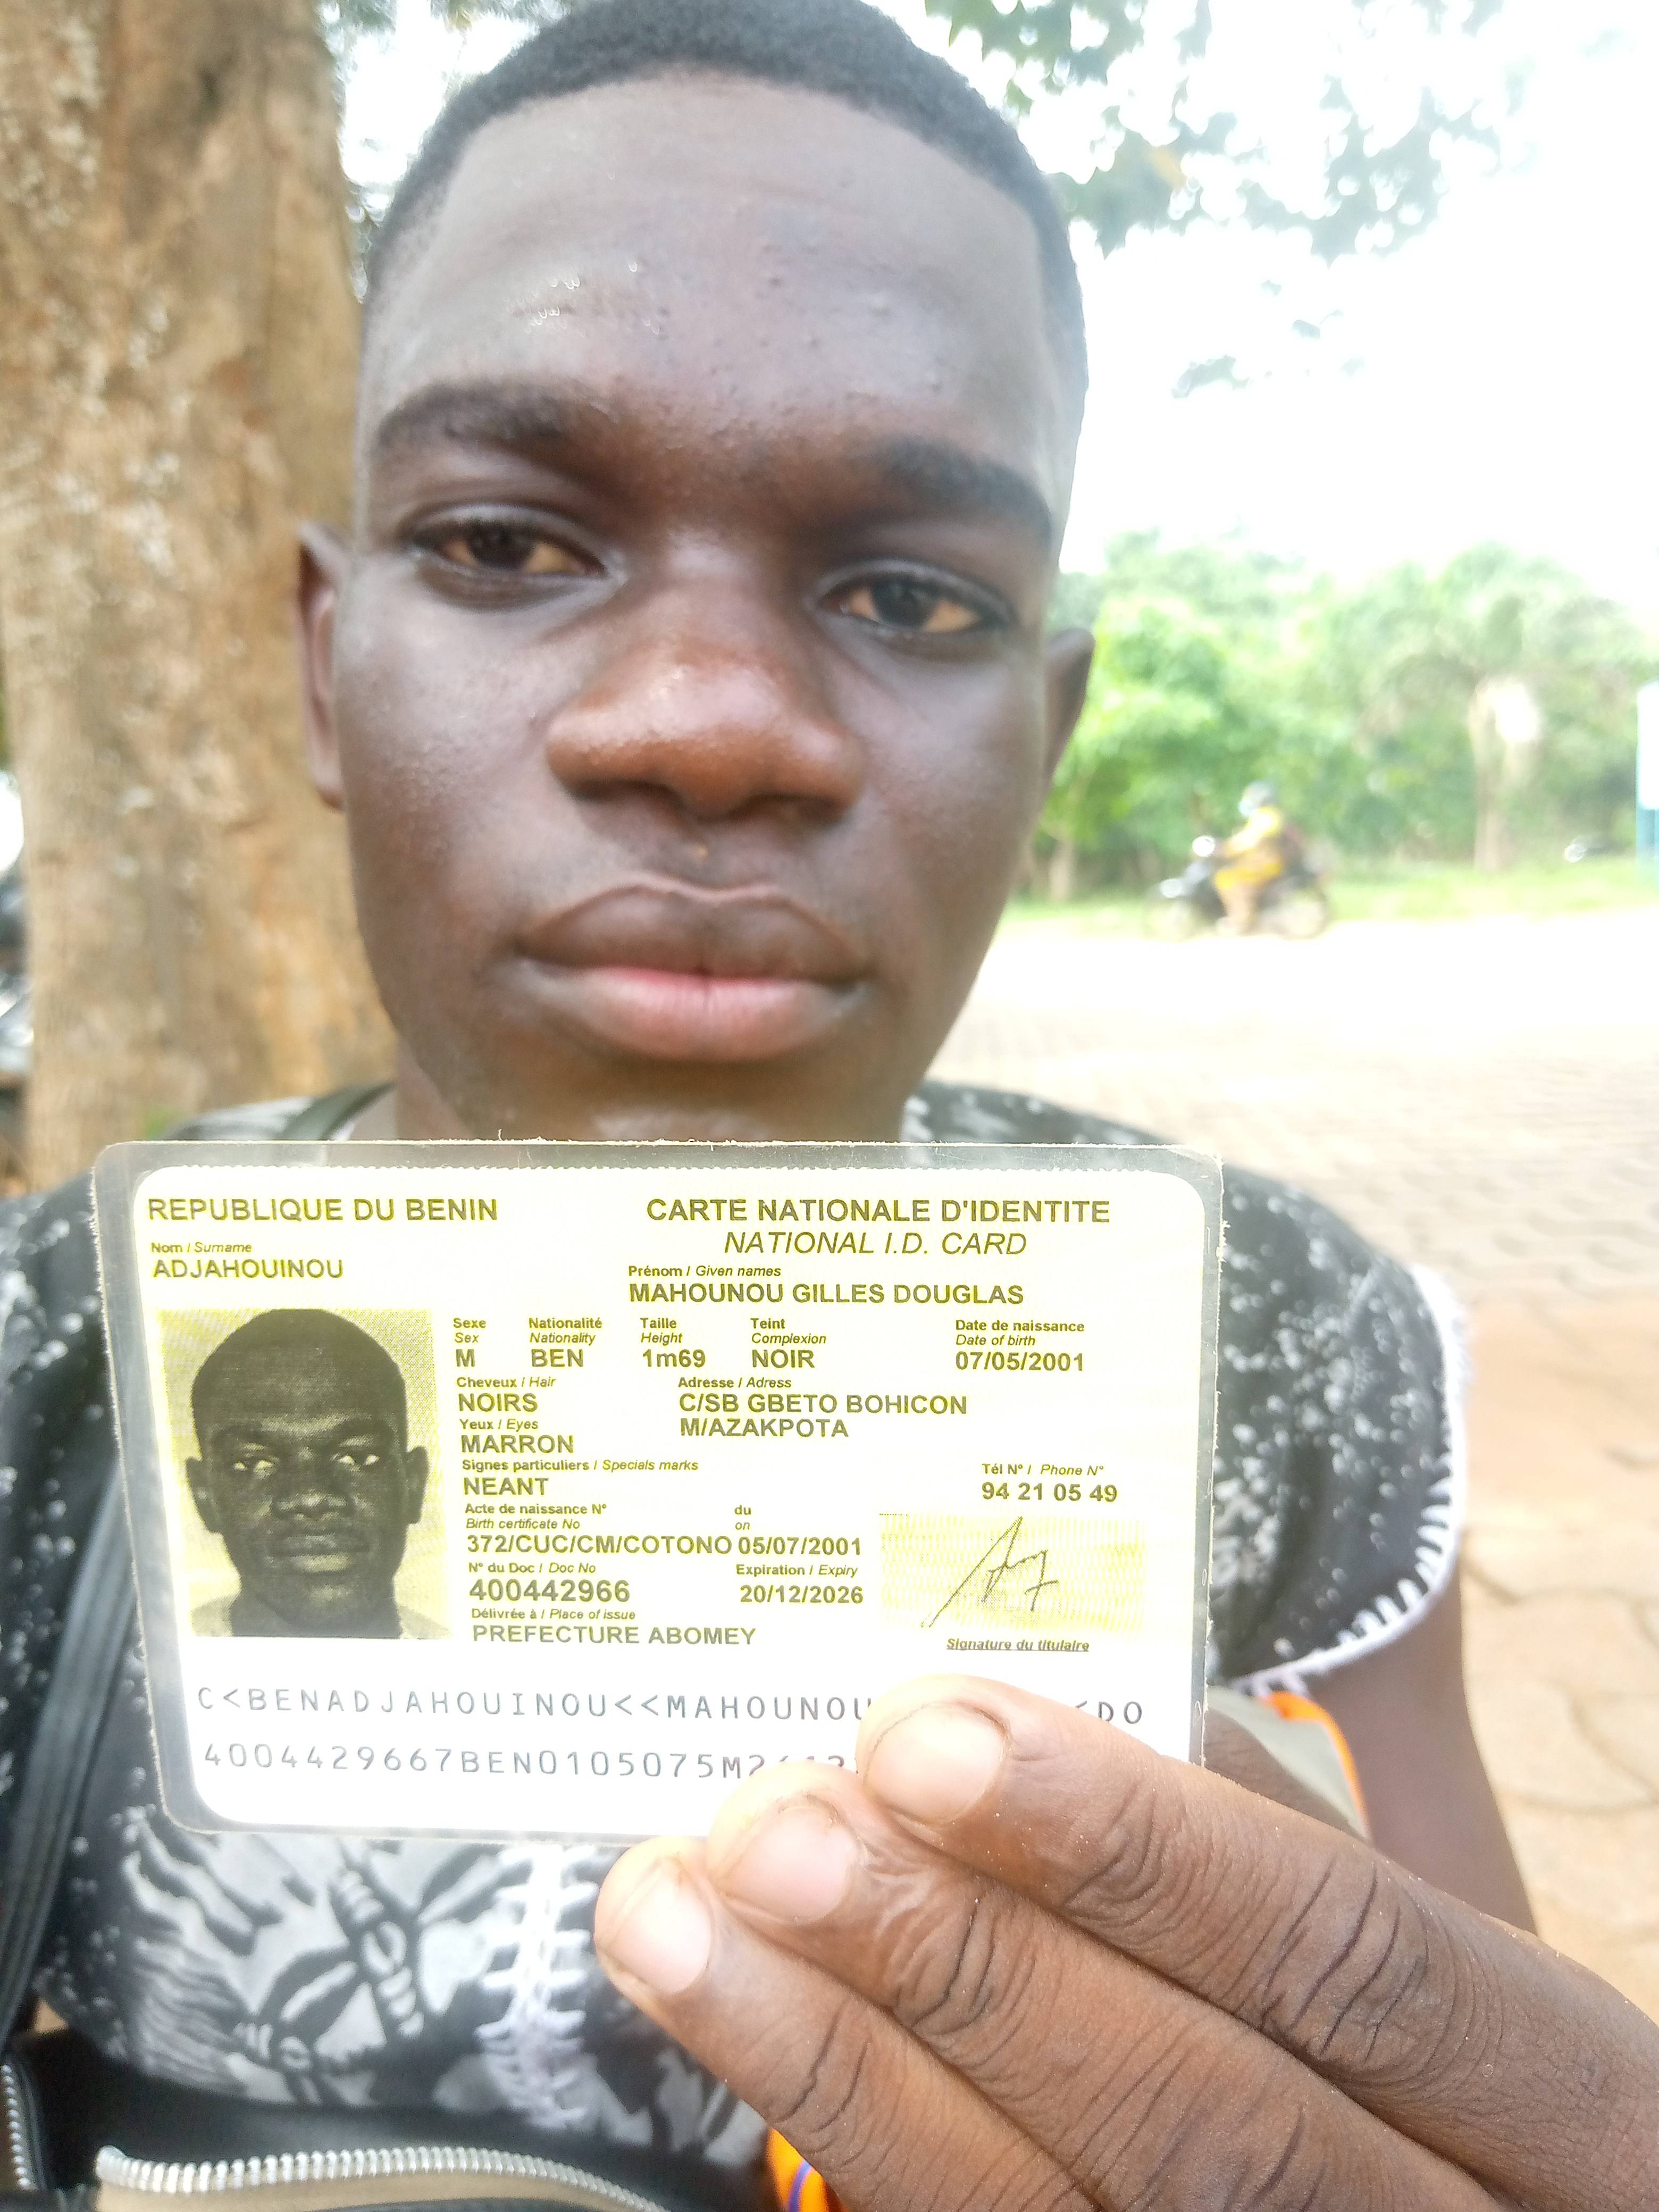 REPUBLIQUE DU BENIN
CARTE NATIONALE D'IDENTITE
NATIONAL I.D. CARD
Nom / Surname
ADJAHOUINOU
Prénom / Given names
MAHOUNOU GILLES DOUGLAS
Sexe Nationalité Taille Teint Date de naissance
Sex Nationality Height Complexion Date of birth
M BEN 1m69 NOIR 07/05/2001
Cheveux / Hair Adresse / Adress
NOIRS C/SB GBETO BOHICON
Yeux / Eyes M/AZAKPOTA
MARRON
Signes particuliers / Specials marks Tél N° / Phone N°
NEANT 94 21 05 49
Acte de naissance N° du
Birth certificate No on
372/CUC/CM/COTONO 05/07/2001
N° du Doc / Doc No Expiration / Expiry
400442966 20/12/2026
Délivrée à / Place of issue
PREFECTURE ABOMEY
Signature du titulaire
C<BENADJAHOUINOU<<MAHOUNOU <DO
4004429667BEN0105075M2